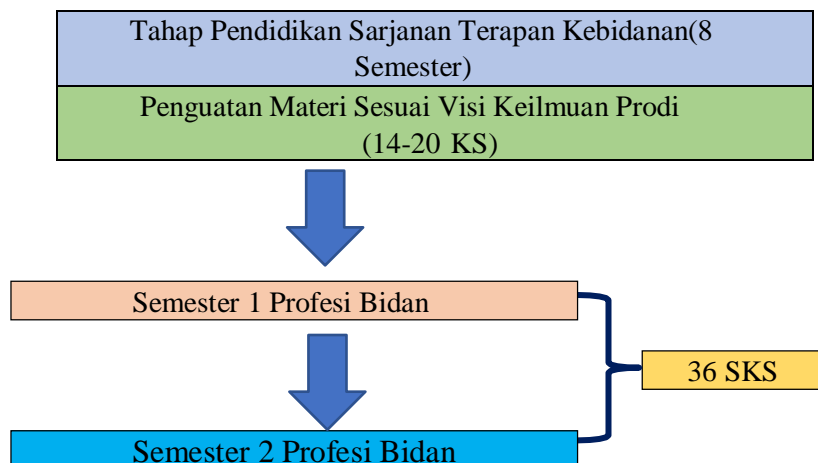 Tahap Pendidikan Sarjanan Terapan Kebidanan(8
Semester)
Penguatan Materi Sesuai Visi Keilmuan Prodi
(14-20 KS)
Semester 1 Profesi Bidan
36 SKS
Semester 2 Profesi Bidan